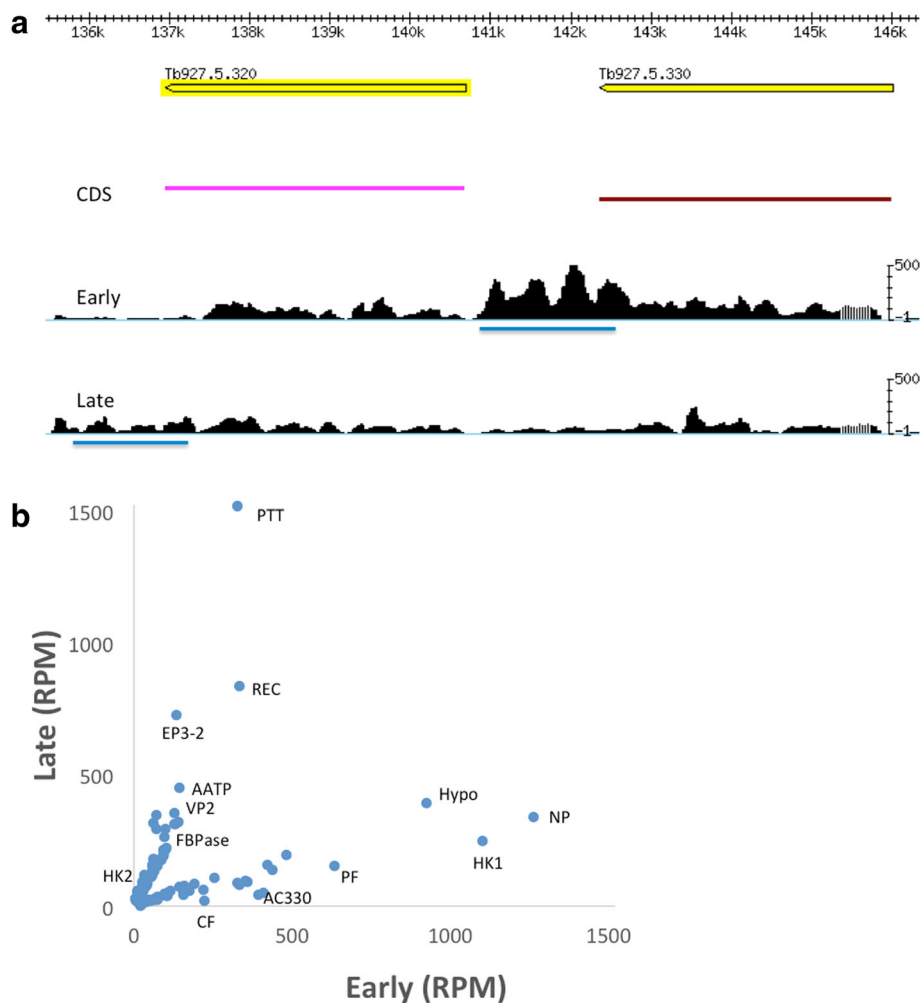 a
136k 137k 138k 139k 140k 141k 142k 143k 144k 145k 146k
Tb927.5.320 Tb927.5.330
CDS
Early
500
-1
Late
500
-1
b
1500
PTT
1000
REC
EP3-2
Late (RPM)
500
AATP
Hypo
VP2
NP
FBPase
HK1
HK2
PF
AC330
0
CF
0 500 1000 1500
Early (RPM)